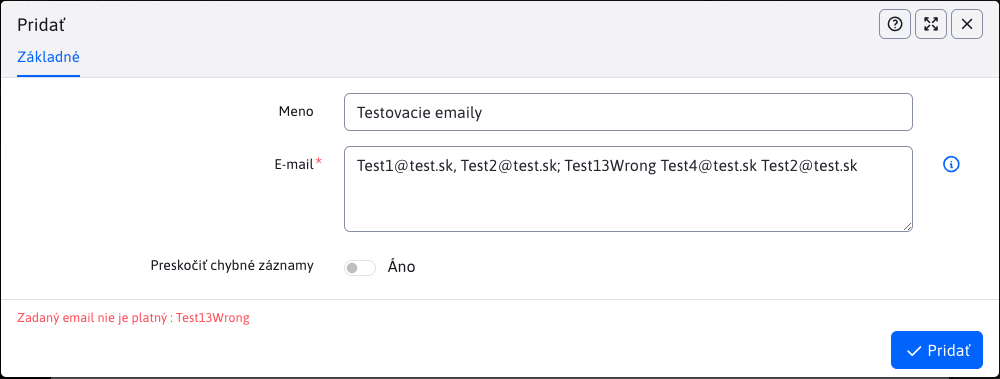 Pridať
Základné
Meno
Testovacie emaily
E-mail*
Test1@test.sk, Test2@test.sk; Test13Wrong Test4@test.sk Test2@test.sk
Preskočiť chybné záznamy
Áno
Zadaný email nie je platný : Test13Wrong
Pridať